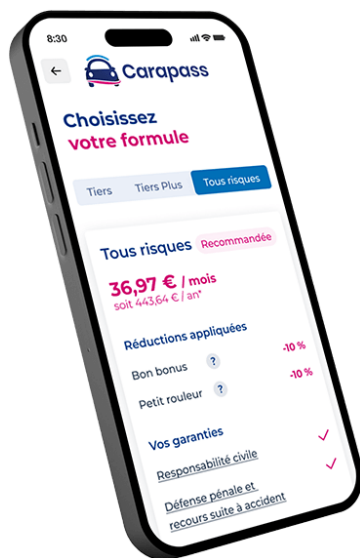 8:30
Carapass
Choisissez
votre formule
Tiers
Tiers Plus
Tous risques
Tous risques
Recommandée
36,97 € / mois
soit 443,64 € / an*
Réductions appliquées
Bon bonus ?
-10 %
Petit rouleur ?
-10 %
Vos garanties
Responsabilité civile
Défense pénale et
recours suite à accident